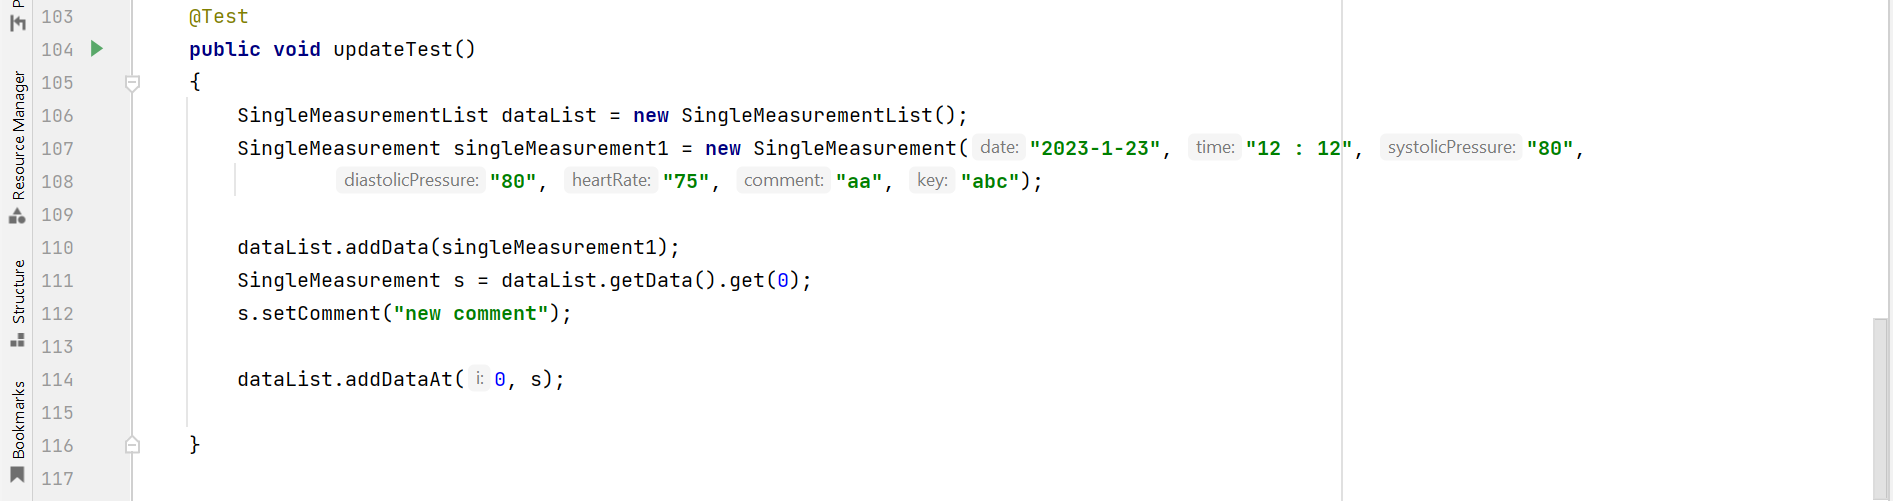 103 @Test
104 public void updateTest()
105 {
106 SingleMeasurementList dataList = new SingleMeasurementList();
107 SingleMeasurement singleMeasurement1 = new SingleMeasurement( date: "2023-1-23", time: "12 : 12", systolicPressure: "80",
108 diastolicPressure: "80", heartRate: "75", comment: "aa", key: "abc");
109
110 dataList.addData(singleMeasurement1);
111 SingleMeasurement s = dataList.getData().get(0);
112 s.setComment("new comment");
113
114 dataList.addDataAt( i: 0, s);
115
116 }
117
Resource Manager
Structure
Bookmarks